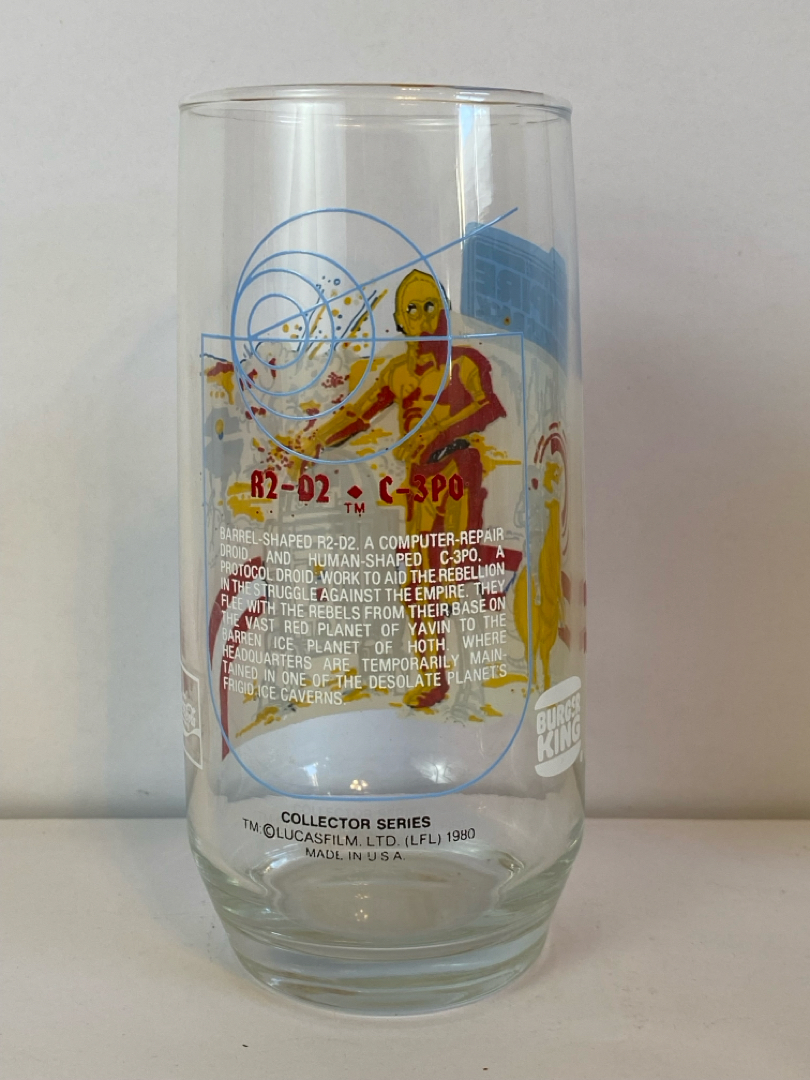 R2-D2 ◆ C-3PO
TM
BARREL-SHAPED R2-D2, A COMPUTER-REPAIR
DROID, AND HUMAN-SHAPED C-3PO, A
PROTOCOL DROID, WORK TO AID THE REBELLION
IN THE STRUGGLE AGAINST THE EMPIRE. THEY
FLEE WITH THE REBELS FROM THEIR BASE ON
THE VAST RED PLANET OF YAVIN TO THE
BARREN ICE PLANET OF HOTH, WHERE
HEADQUARTERS ARE TEMPORARILY MAIN-
TAINED IN ONE OF THE DESOLATE PLANET'S
FRIGID ICE CAVERNS.
BURGER
KING
COLLECTOR SERIES
TM: © LUCASFILM, LTD. (LFL) 1980
MADE IN U.S.A.